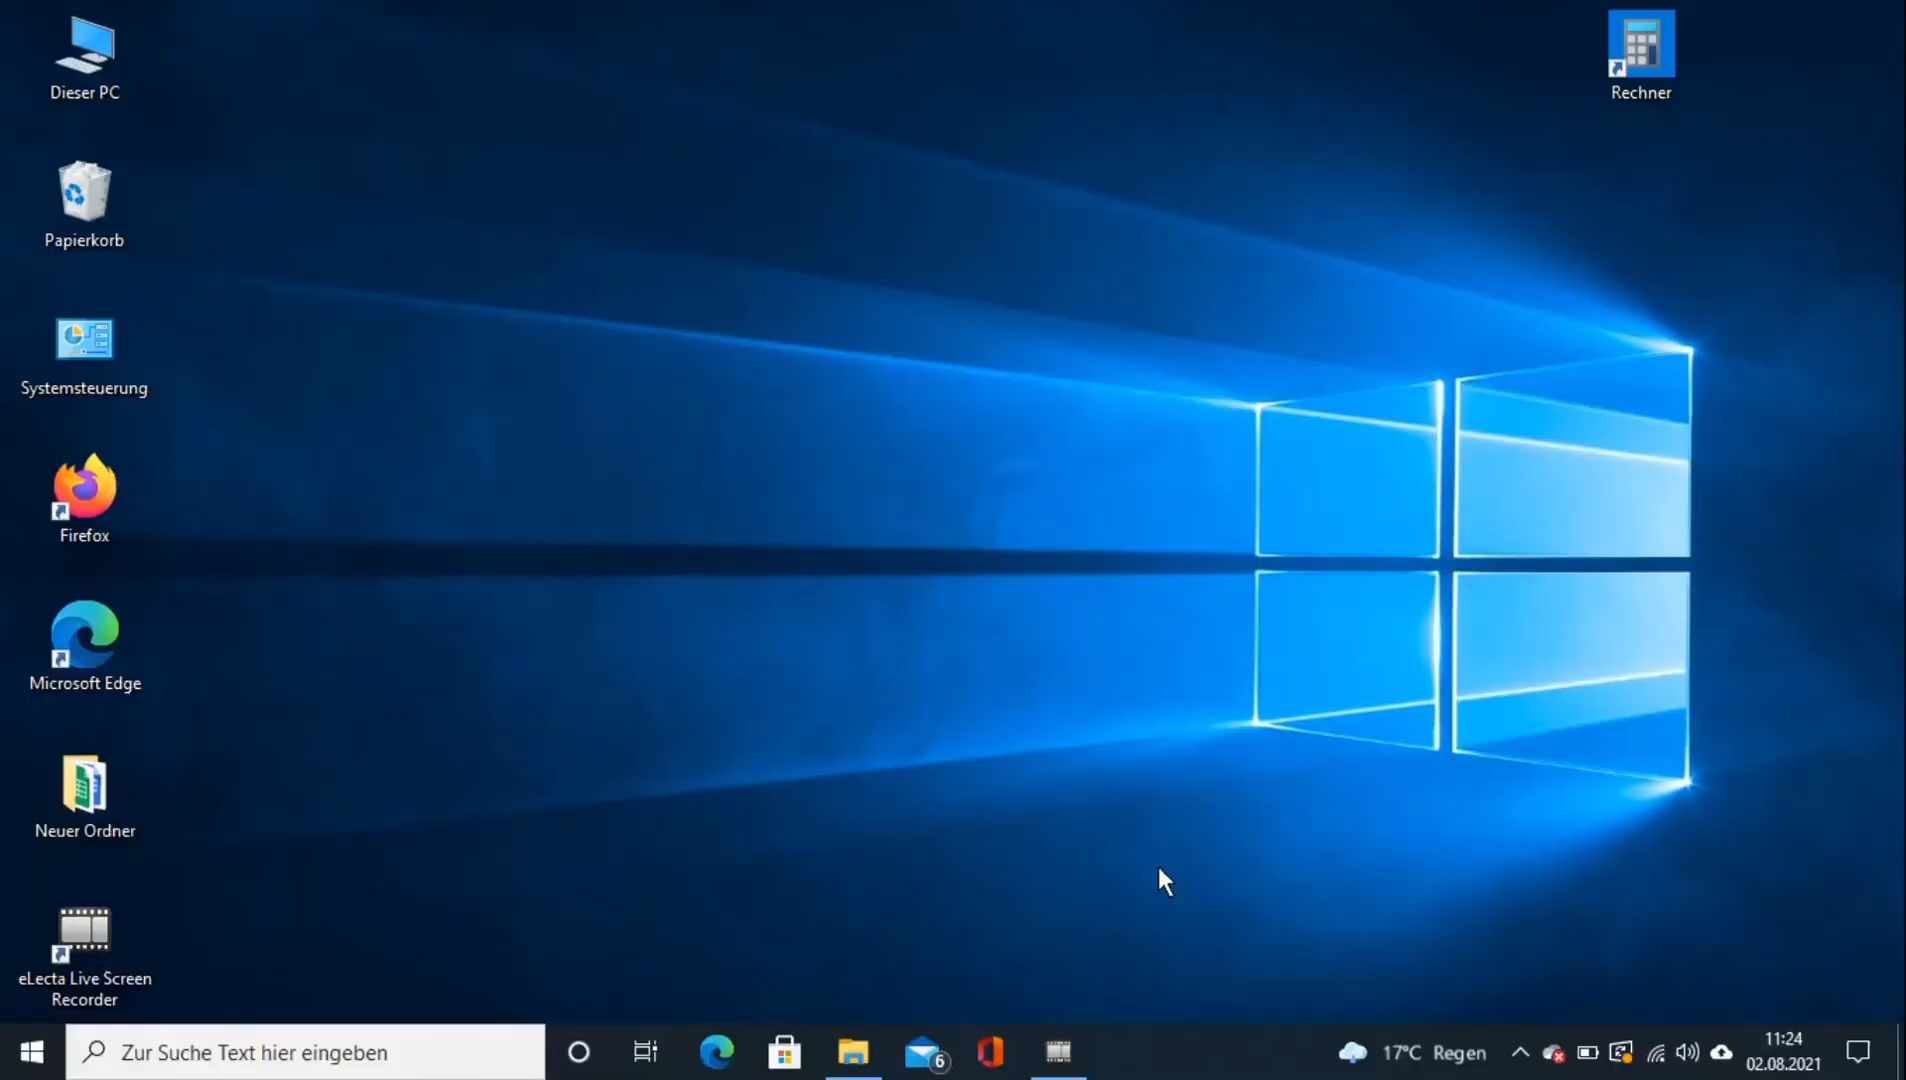 Dieser PC
Rechner
Papierkorb
Systemsteuerung
Firefox
Microsoft Edge
Neuer Ordner
eLecta Live Screen
Recorder
Zur Suche Text hier eingeben
6
17°C Regen
11:24
02.08.2021